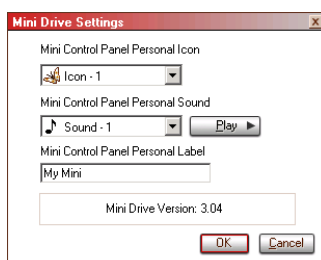 Mini Drive Settings
Mini Control Panel Personal Icon
Icon - 1
Mini Control Panel Personal Sound
Sound - 1
Play
Mini Control Panel Personal Label
My Mini
Mini Drive Version: 3.04
OK Cancel